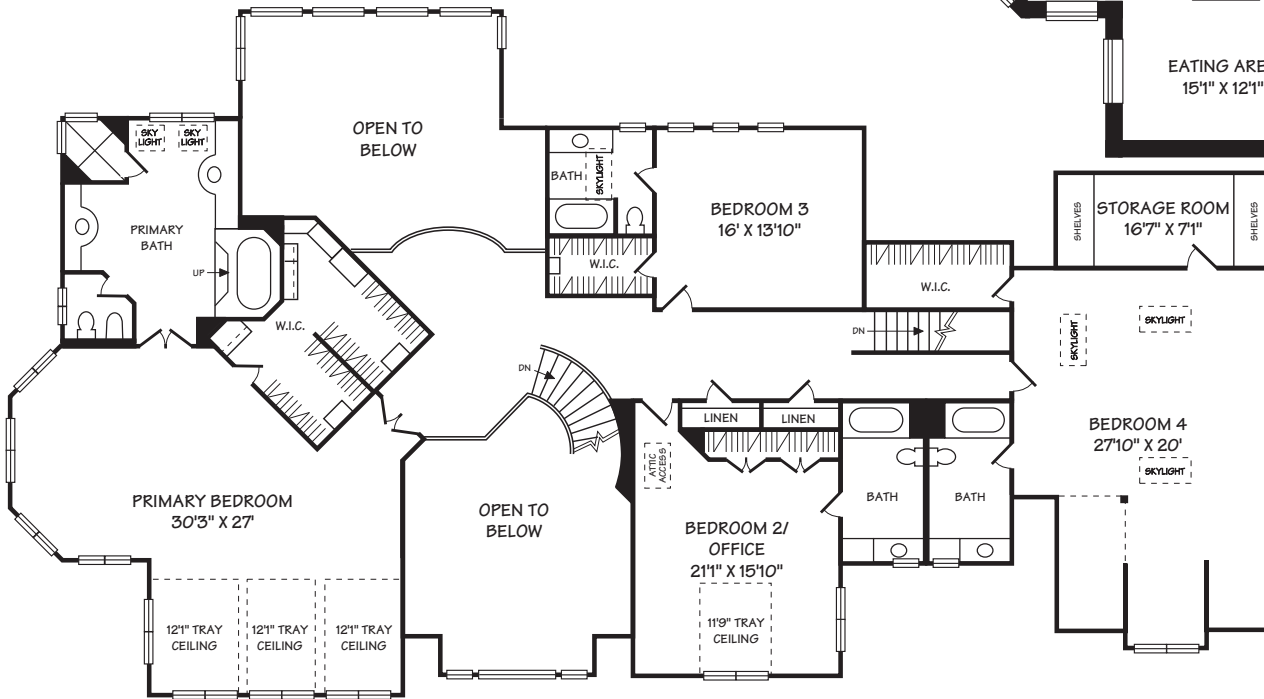 EATING ARE
15'1" X 12'1"
OPEN TO
BELOW
SKY
LIGHT
SKY
LIGHT
PRIMARY
BATH
UP
W.I.C.
BATH
SKYLIGHT
W.I.C.
BEDROOM 3
16' X 13'10"
W.I.C.
SHELVES
STORAGE ROOM
16'7" X 7'1"
SHELVES
SKYLIGHT
SKYLIGHT
DN
DN
LINEN
LINEN
ATTIC
ACCESS
BATH
BATH
BEDROOM 4
27'10" X 20'
SKYLIGHT
PRIMARY BEDROOM
30'3" X 27'
OPEN TO
BELOW
BEDROOM 2/
OFFICE
21'1" X 15'10"
12'1" TRAY
CEILING
12'1" TRAY
CEILING
12'1" TRAY
CEILING
11'9" TRAY
CEILING